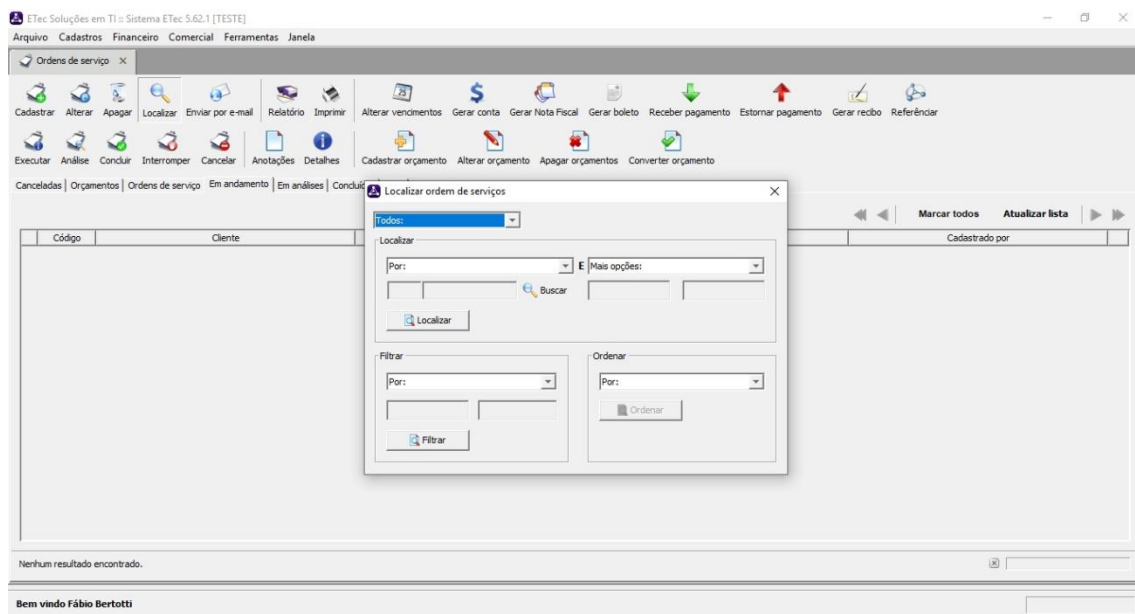 ETec Soluções em TI :: Sistema ETec 5.62.1 [TESTE]
Arquivo Cadastros Financeiro Comercial Ferramentas Janela
Ordens de serviço
Cadastrar Alterar Apagar Localizar Enviar por e-mail Relatório Imprimir Alterar vencimentos Gerar conta Gerar Nota Fiscal Gerar boleto Receber pagamento Estornar pagamento Gerar recibo Referênciar
Executar Análise Concluir Interromper Cancelar Anotações Detalhes Cadastrar orçamento Alterar orçamento Apagar orçamentos Converter orçamento
Canceladas Orçamentos Ordens de serviço Em andamento Em análises
Marcar todos Atualizar lista
Código Cliente Cadastrado por
Localizar ordem de serviços
Todos:
Localizar
Por: E Mais opções:
Buscar
Localizar
Filtrar
Por:
Filtrar
Ordenar
Por:
Ordenar
Nenhum resultado encontrado.
Bem vindo Fábio Bertotti